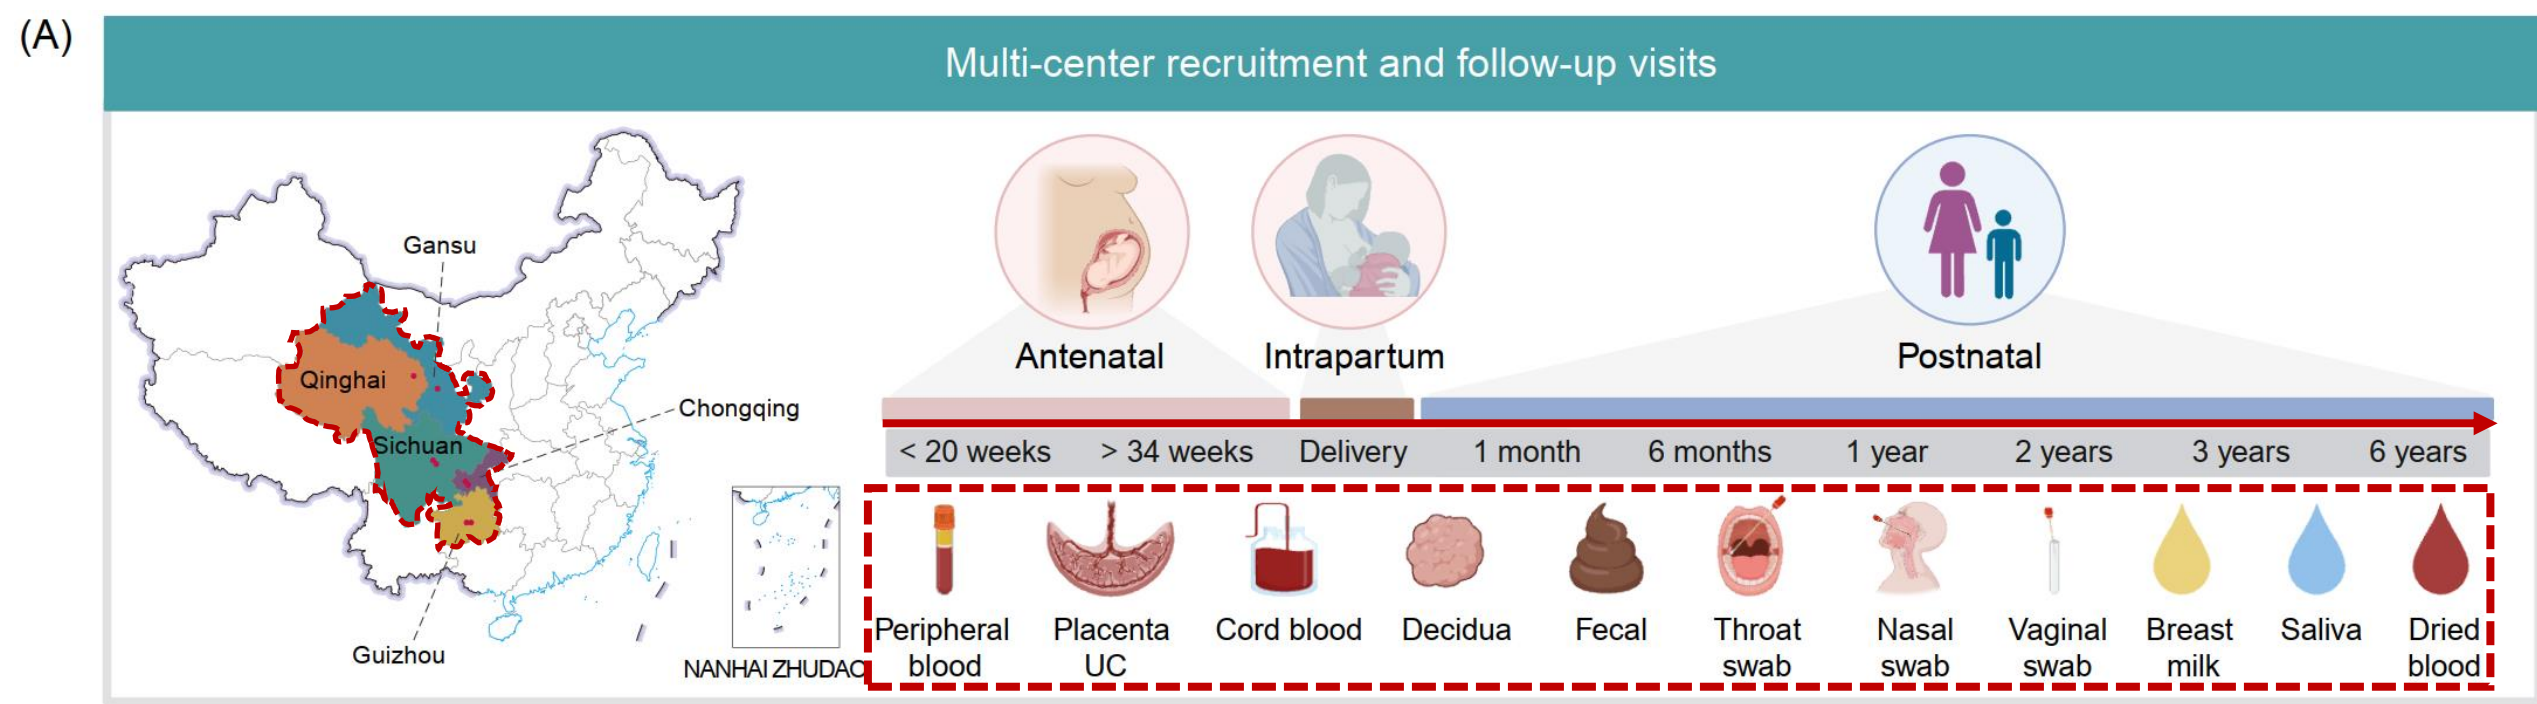 (A)
Multi-center recruitment and follow-up visits
Gansu
Qinghai
Chongqing
Sichuan
Guizhou
NANHAI ZHUDAO
Antenatal
Intrapartum
Postnatal
< 20 weeks
> 34 weeks
Delivery
1 month
6 months
1 year
2 years
3 years
6 years
Peripheral
blood
Placenta
UC
Cord blood
Decidua
Fecal
Throat
swab
Nasal
swab
Vaginal
swab
Breast
milk
Saliva
Dried
blood